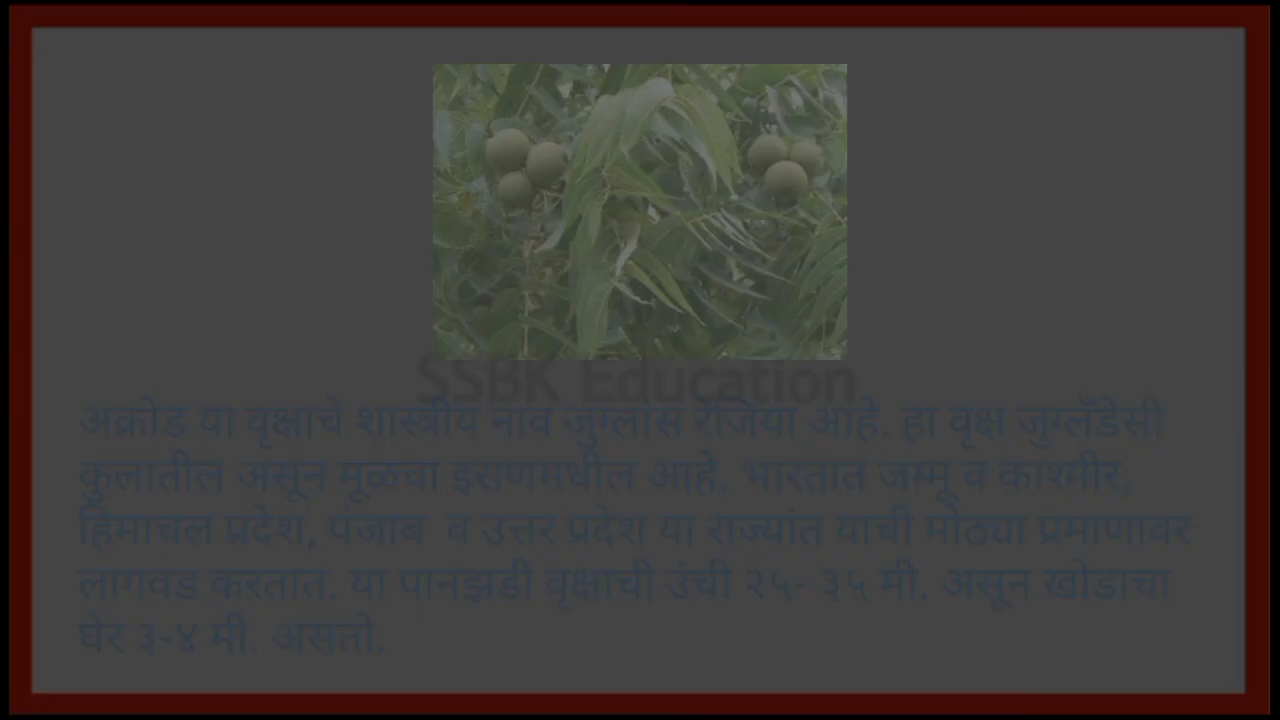 SSBK Education
अक्रोड या वृक्षाचे शास्त्रीय नाव जुग्लास रेजिया आहे. हा वृक्ष जुग्लँडेसी
कुलातील असून मूळचा इराणमधील आहे. भारतात जम्मू व काश्मीर,
हिमाचल प्रदेश, पंजाब व उत्तर प्रदेश या राज्यांत याची मोठ्या प्रमाणावर
लागवड करतात. या पानझडी वृक्षाची उंची २५- ३५ मी. असून खोडाचा
घेर ३-४ मी. असतो.